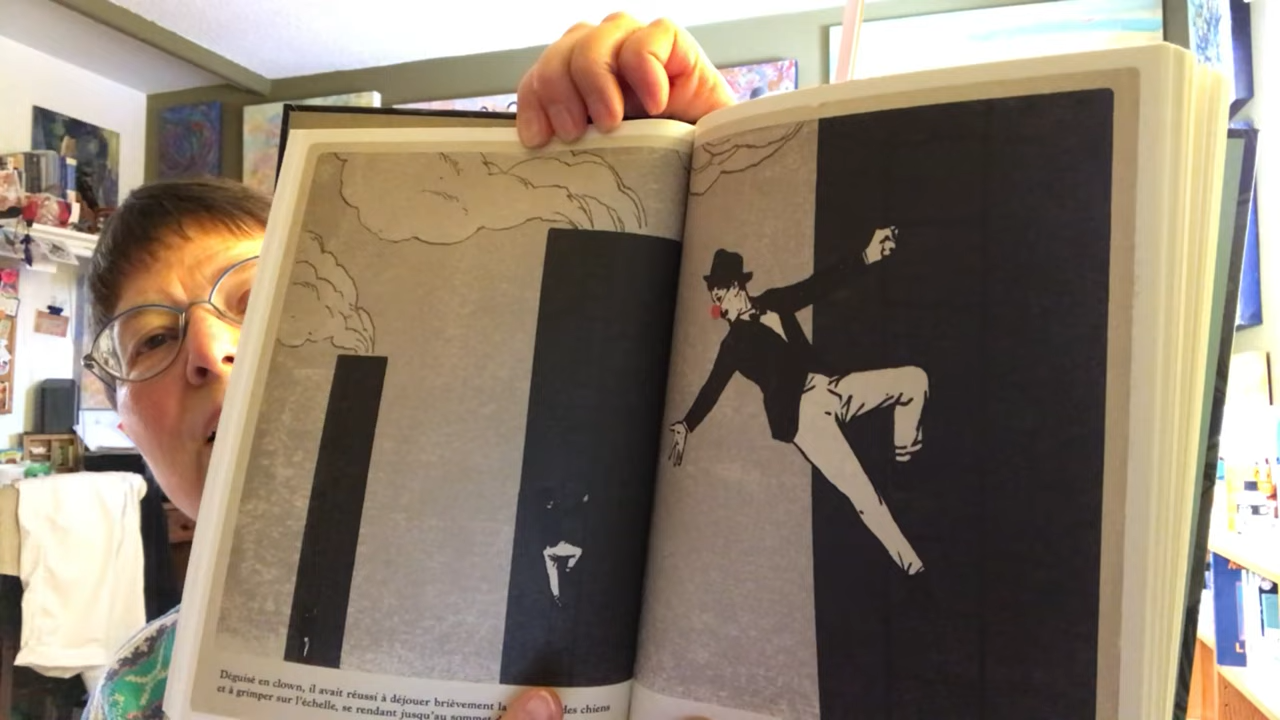 Déguisé en clown, il avait réussi à déjouer brièvement la des chiens
et à grimper sur l'échelle, se rendant jusqu'au sommet